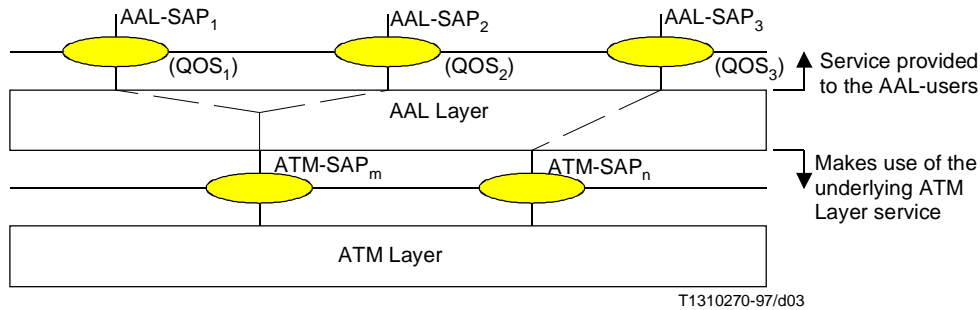 AAL-SAP₁
AAL-SAP₂
AAL-SAP₃
(QOS₁)
(QOS₂)
(QOS₃)
Service provided
to the AAL-users
AAL Layer
ATM-SAPₘ
ATM-SAPₙ
Makes use of the
underlying ATM
Layer service
ATM Layer
T1310270-97/d03